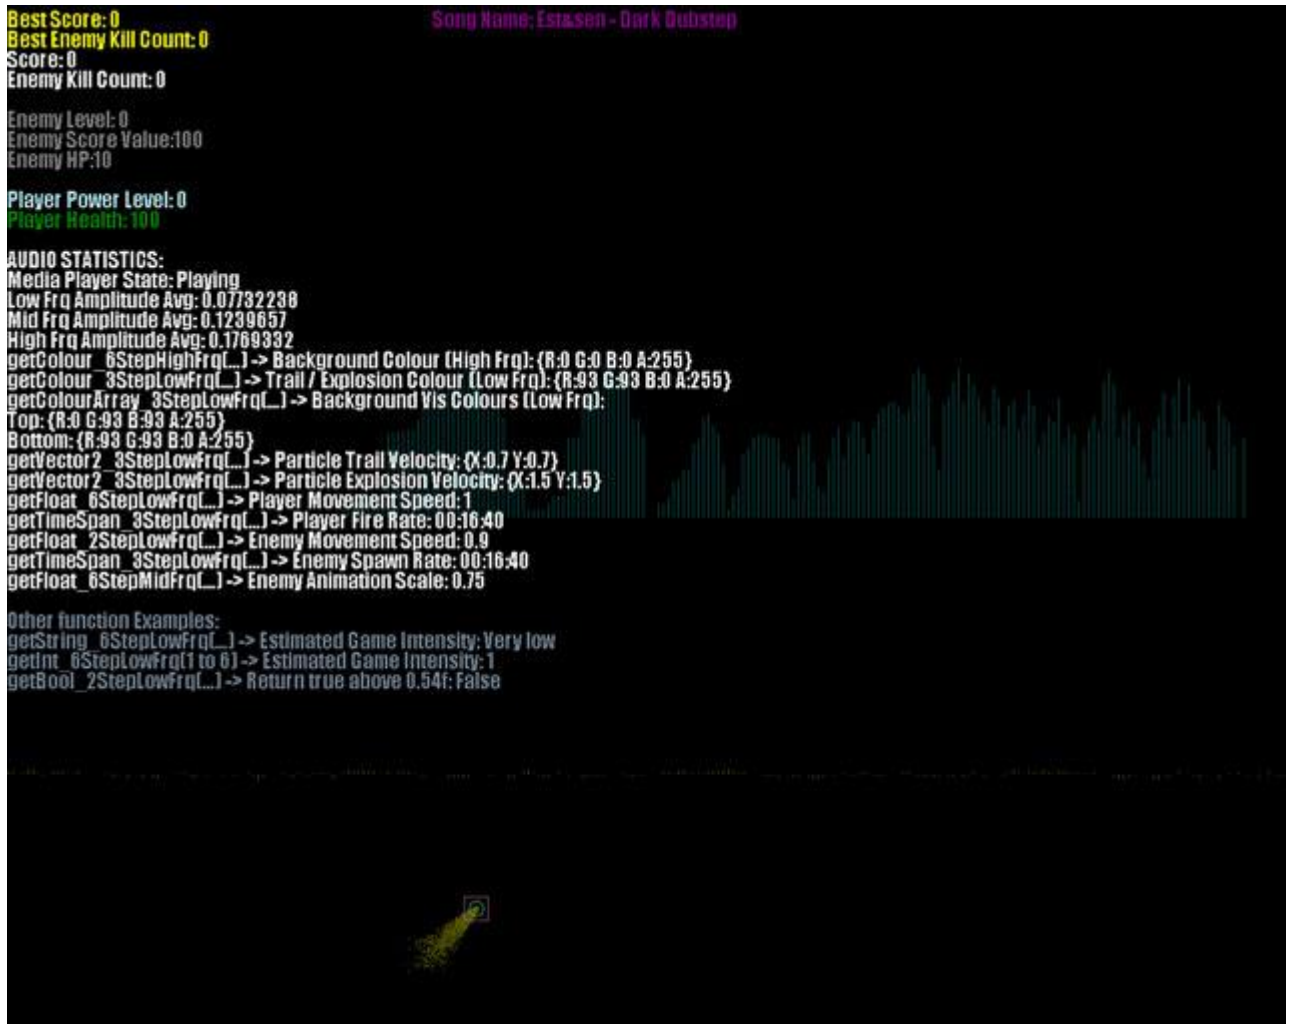 Best Score: 0
Song Name: Est&sen - Dark Dubstep
Best Enemy Kill Count: 0
Score: 0
Enemy Kill Count: 0
Enemy Level: 0
Enemy Score Value:100
Enemy HP:10
Player Power Level: 0
Player Health: 100
AUDIO STATISTICS:
Media Player State: Playing
Low Frq Amplitude Avg: 0.07732238
Mid Frq Amplitude Avg: 0.1239657
High Frq Amplitude Avg: 0.1769332
getColour_6StepHighFrq(...) -> Background Colour (High Frq): {R:0 G:0 B:0 A:255}
getColour_3StepLowFrq(...) -> Trail / Explosion Colour (Low Frq): {R:93 G:93 B:0 A:255}
getColourArray_3StepLowFrq(...) -> Background Vis Colours (Low Frq):
Top: {R:0 G:93 B:93 A:255}
Bottom: {R:93 G:93 B:0 A:255}
getVector2_3StepLowFrq(...) -> Particle Trail Velocity: {X:0.7 Y:0.7}
getVector2_3StepLowFrq(...) -> Particle Explosion Velocity: {X:1.5 Y:1.5}
getFloat_6StepLowFrq(...) -> Player Movement Speed: 1
getTimeSpan_3StepLowFrq(...) -> Player Fire Rate: 00:16:40
getFloat_2StepLowFrq(...) -> Enemy Movement Speed: 0.9
getTimeSpan_3StepLowFrq(...) -> Enemy Spawn Rate: 00:16:40
getFloat_6StepMidFrq(...) -> Enemy Animation Scale: 0.75
Other function Examples:
getString_6StepLowFrq(...) -> Estimated Game Intensity: Very low
getInt_6StepLowFrq(1 to 6) -> Estimated Game Intensity: 1
getBool_2StepLowFrq(...) -> Return true above 0.54f: False